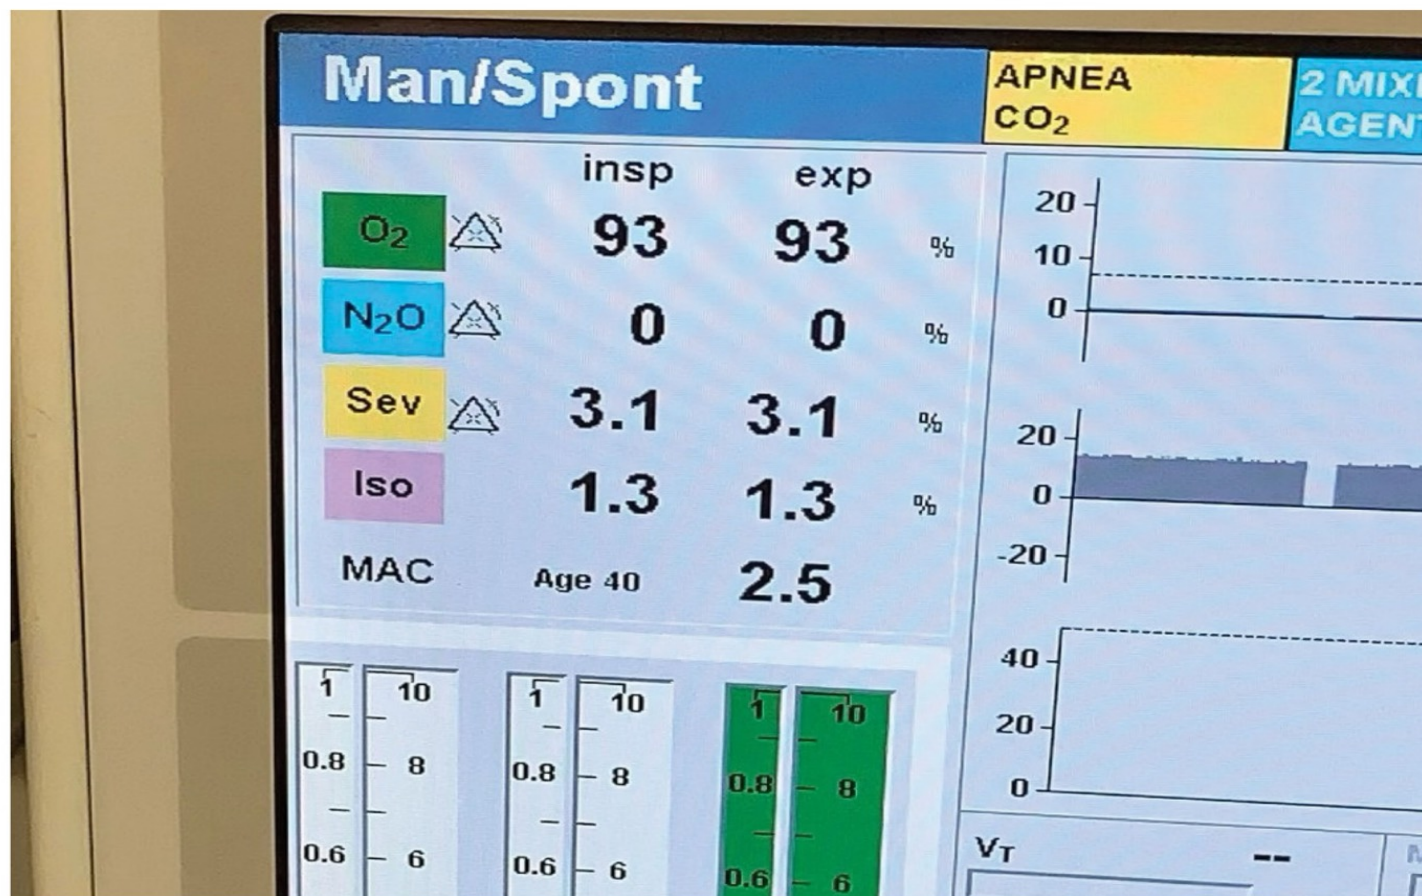 Man/Spont
APNEA
CO₂
2 MIX
AGENT
insp exp
O₂ 93 93 %
N₂O 0 0 %
Sev 3.1 3.1 %
Iso 1.3 1.3 %
MAC Age 40 2.5
20
10
0
20
0
-20
40
20
0
1 10 1 10 1 10
0.8 8 0.8 8 0.8 8
0.6 6 0.6 6 0.6 6
VT --